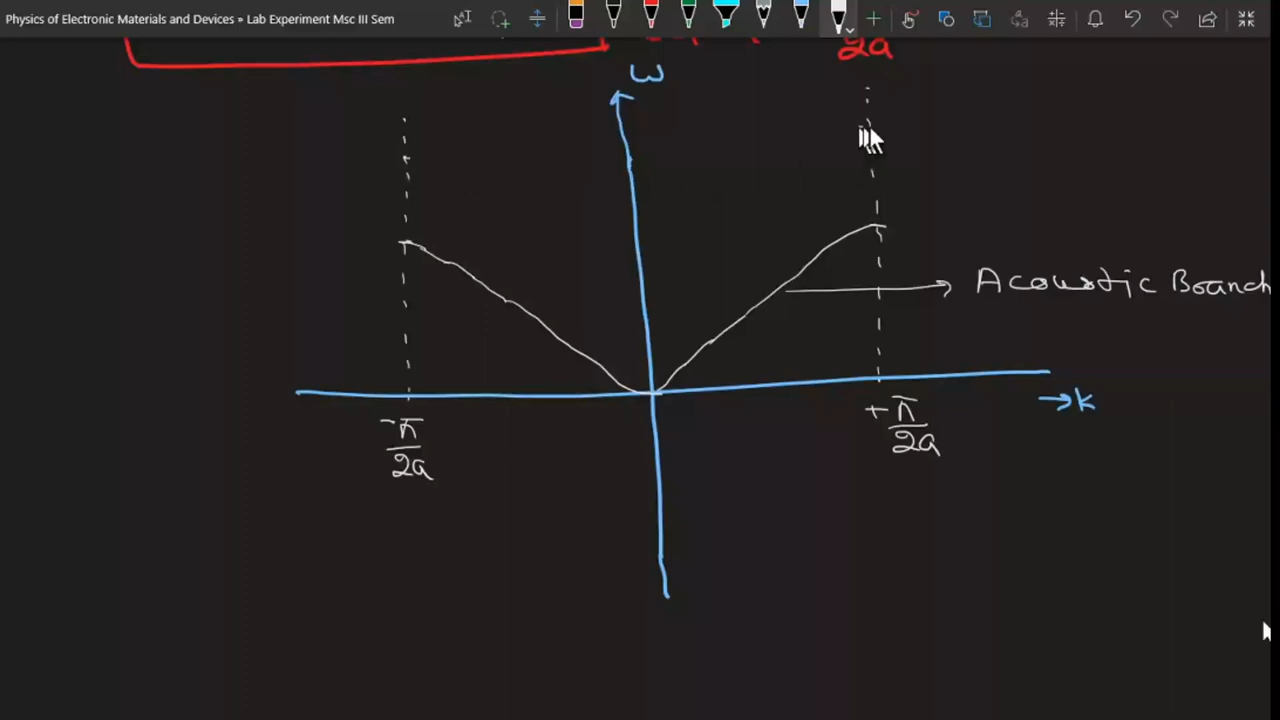 Physics of Electronic Materials and Devices » Lab Experiment Msc III Sem
2a
ω
Acoustic Branch
→ k
-π/2a
+π/2a